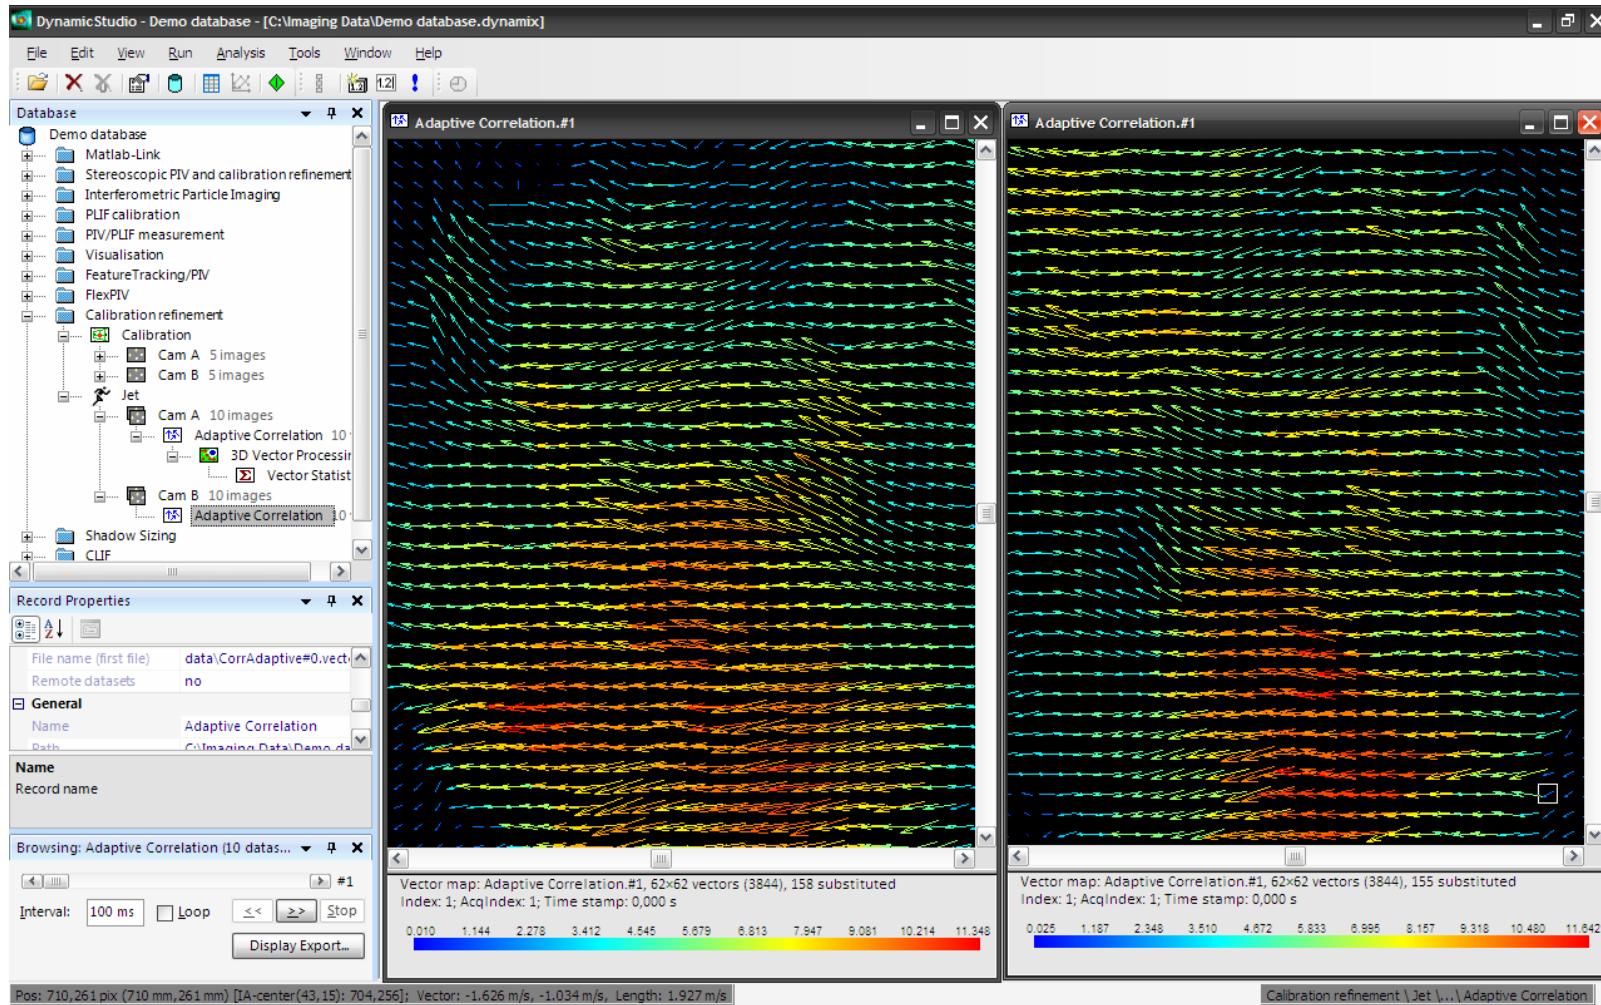 DynamicStudio - Demo database - [C:\Imaging Data\Demo database.dynamix]
File Edit View Run Analysis Tools Window Help
Database
Demo database
Matlab-Link
Stereoscopic PIV and calibration refinement
Interferometric Particle Imaging
PLIF calibration
PIV/PLIF measurement
Visualisation
FeatureTracking/PIV
FlexPIV
Calibration refinement
Calibration
Cam A 5 images
Cam B 5 images
Jet
Cam A 10 images
Adaptive Correlation 10
3D Vector Processin
Vector Statist
Cam B 10 images
Adaptive Correlation 10
Shadow Sizing
CLIF
Record Properties
File name (first file) data\CorrAdaptive#0.vect
Remote datasets no
General
Name Adaptive Correlation
Path C:\Imaging Data\Demo da
Name
Record name
Browsing: Adaptive Correlation (10 datas...
#1
Interval: 100 ms Loop << >> Stop
Display Export...
Adaptive Correlation.#1
Vector map: Adaptive Correlation.#1, 62×62 vectors (3844), 158 substituted
Index: 1; AcqIndex: 1; Time stamp: 0,000 s
0.010 1.144 2.278 3.412 4.545 5.679 6.813 7.947 9.081 10.214 11.348
Adaptive Correlation.#1
Vector map: Adaptive Correlation.#1, 62×62 vectors (3844), 155 substituted
Index: 1; AcqIndex: 1; Time stamp: 0,000 s
0.025 1.187 2.348 3.510 4.672 5.833 6.995 8.157 9.318 10.480 11.642
Pos: 710,261 pix (710 mm,261 mm) [IA-center(43,15): 704,256]; Vector: -1.626 m/s, -1.034 m/s, Length: 1.927 m/s
Calibration refinement \ Jet \...\ Adaptive Correlation